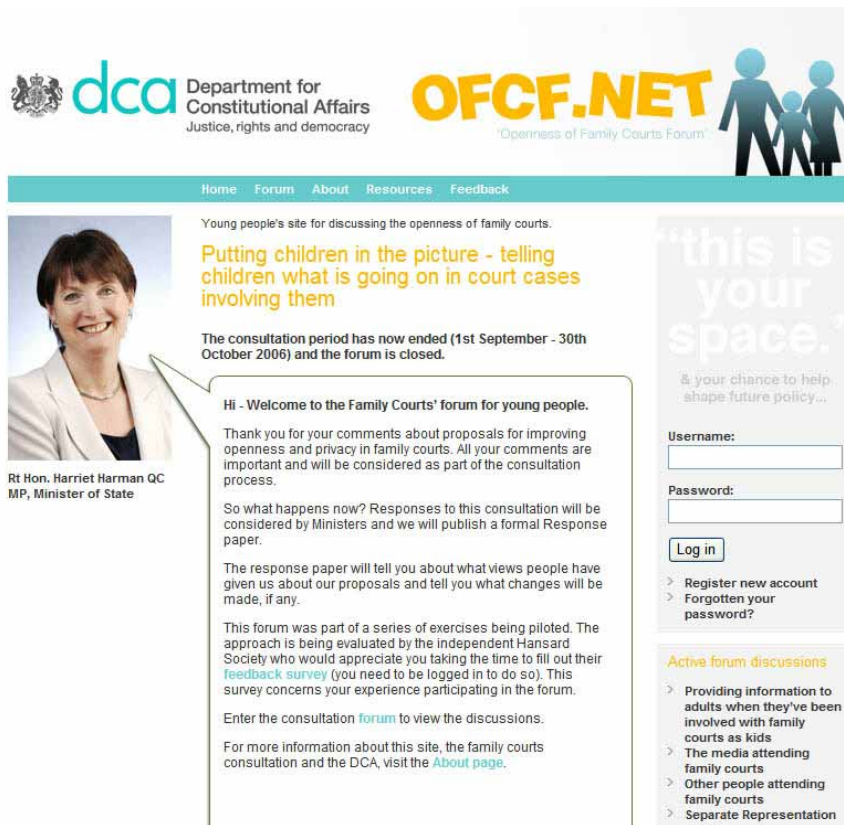 dca Department for
Constitutional Affairs
Justice, rights and democracy
OFCF.NET
'Openness of Family Courts Forum'
Home Forum About Resources Feedback
Rt Hon. Harriet Harman QC
MP, Minister of State
Young people's site for discussing the openness of family courts.
Putting children in the picture - telling
children what is going on in court cases
involving them
The consultation period has now ended (1st September - 30th
October 2006) and the forum is closed.
Hi - Welcome to the Family Courts' forum for young people.
Thank you for your comments about proposals for improving
openness and privacy in family courts. All your comments are
important and will be considered as part of the consultation
process.
So what happens now? Responses to this consultation will be
considered by Ministers and we will publish a formal Response
paper.
The response paper will tell you about what views people have
given us about our proposals and tell you what changes will be
made, if any.
This forum was part of a series of exercises being piloted. The
approach is being evaluated by the independent Hansard
Society who would appreciate you taking the time to fill out their
feedback survey (you need to be logged in to do so). This
survey concerns your experience participating in the forum.
Enter the consultation forum to view the discussions.
For more information about this site, the family courts
consultation and the DCA, visit the About page.
"this is
your
space."
& your chance to help
shape future policy...
Username:
Password:
Log in
> Register new account
> Forgotten your
password?
Active forum discussions
> Providing information to
adults when they've been
involved with family
courts as kids
> The media attending
family courts
> Other people attending
family courts
> Separate Representation